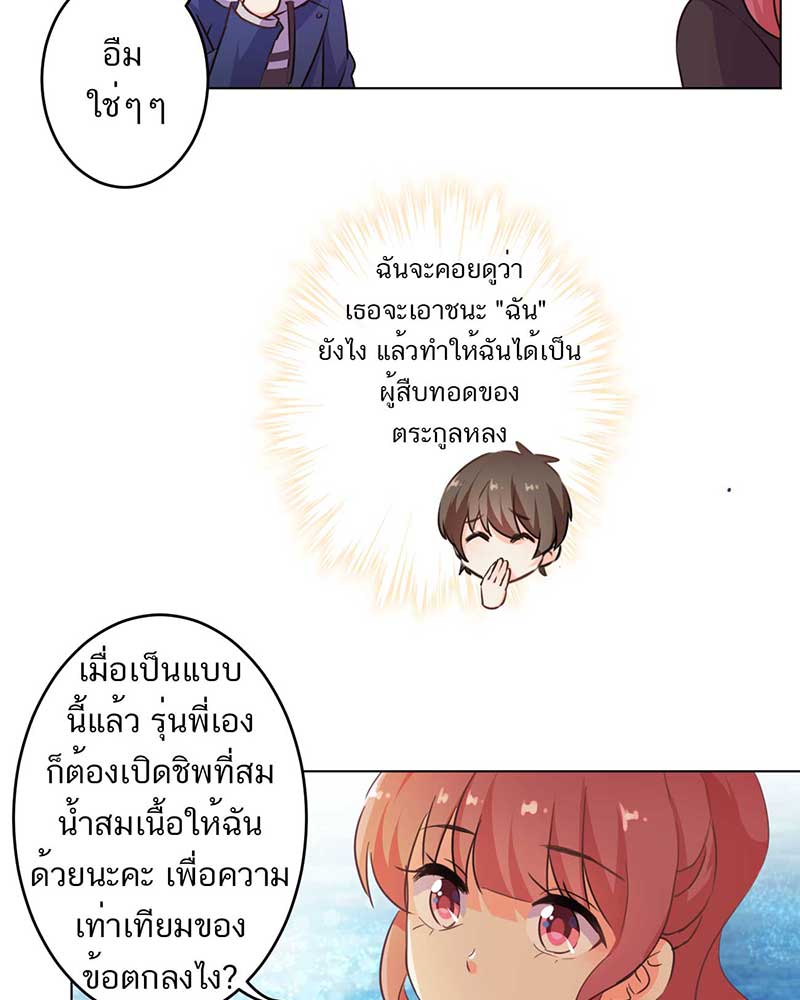 อืม
ใช่ๆๆ
ฉันจะคอยดูว่า
เธอจะเอาชนะ "ฉัน"
ยังไง แล้วทำให้ฉันได้เป็น
ผู้สืบทอดของ
ตระกูลหลง
เมื่อเป็นแบบ
นี้แล้ว รุ่นพี่เอง
ก็ต้องเปิดชิพที่สม
น้ำสมเนื้อให้ฉัน
ด้วยนะคะ เพื่อความ
เท่าเทียมของ
ข้อตกลงไง?